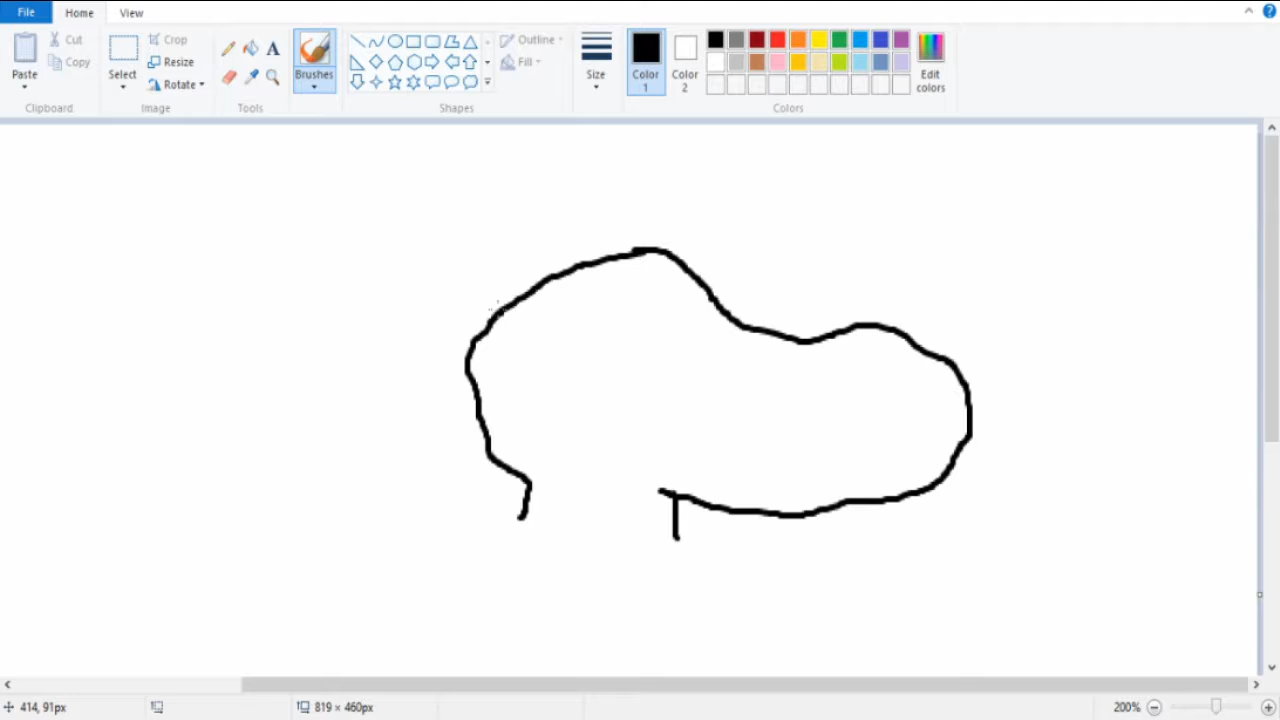 File Home View
Cut Crop Outline Fill
Copy Resize
Paste Select Rotate Brushes Size Color 1 Color 2 Edit colors
Clipboard Image Tools Shapes Colors
414, 91px 819 × 460px 200%